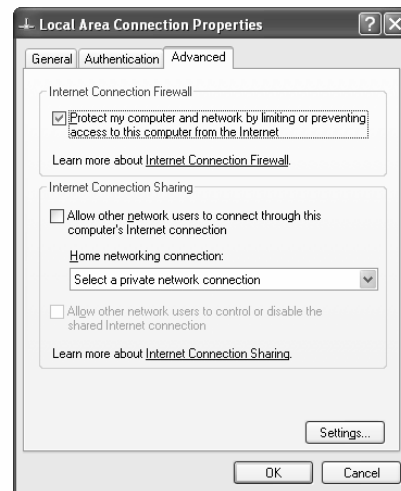 Local Area Connection Properties
General Authentication Advanced
Internet Connection Firewall
Protect my computer and network by limiting or preventing
access to this computer from the Internet
Learn more about Internet Connection Firewall.
Internet Connection Sharing
Allow other network users to connect through this
computer's Internet connection
Home networking connection:
Select a private network connection
Allow other network users to control or disable the
shared Internet connection
Learn more about Internet Connection Sharing.
Settings...
OK Cancel